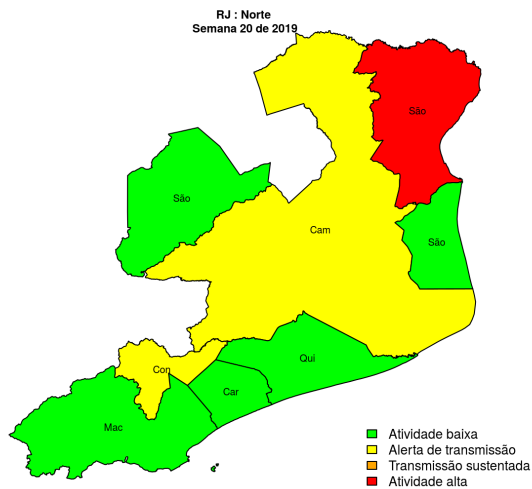 RJ : Norte
Semana 20 de 2019
São
São
Cam
São
Qui
Con
Car
Mac
Atividade baixa
Alerta de transmissão
Transmissão sustentada
Atividade alta